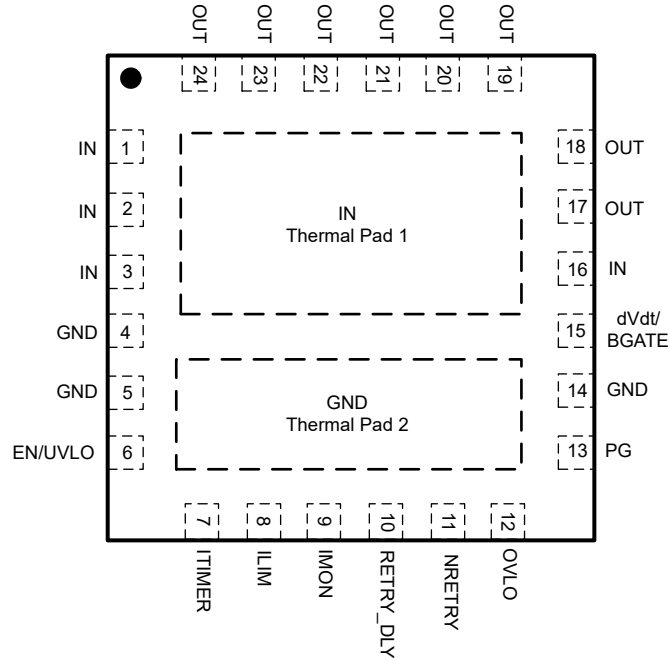 OUT OUT OUT OUT OUT OUT
24 23 22 21 20 19
IN 1
18 OUT
IN 2
17 OUT
IN
Thermal Pad 1
IN 3
16 IN
GND 4
15 dVdt/
BGATE
GND 5
14 GND
GND
Thermal Pad 2
EN/UVLO 6
13 PG
7 8 9 10 11 12
ITIMER ILIM IMON RETRY_DLY NRETRY OVLO